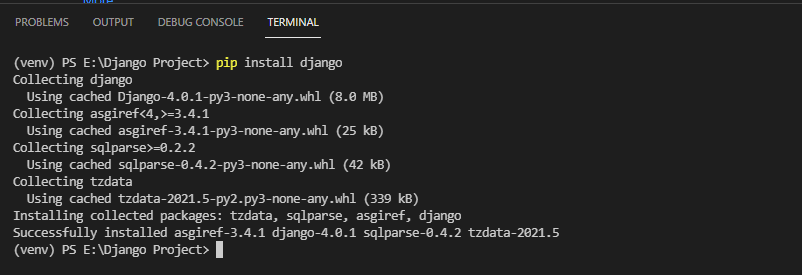 More
PROBLEMS OUTPUT DEBUG CONSOLE TERMINAL
(venv) PS E:\Django Project> pip install django
Collecting django
  Using cached Django-4.0.1-py3-none-any.whl (8.0 MB)
Collecting asgiref<4,>=3.4.1
  Using cached asgiref-3.4.1-py3-none-any.whl (25 kB)
Collecting sqlparse>=0.2.2
  Using cached sqlparse-0.4.2-py3-none-any.whl (42 kB)
Collecting tzdata
  Using cached tzdata-2021.5-py2.py3-none-any.whl (339 kB)
Installing collected packages: tzdata, sqlparse, asgiref, django
Successfully installed asgiref-3.4.1 django-4.0.1 sqlparse-0.4.2 tzdata-2021.5
(venv) PS E:\Django Project>